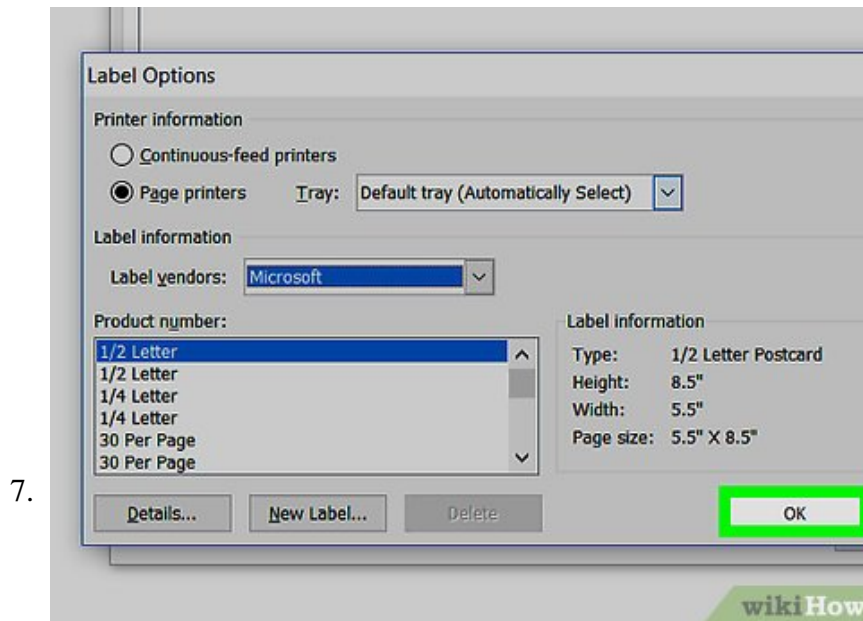 Label Options
Printer information
Continuous-feed printers
Page printers Tray: Default tray (Automatically Select)
Label information
Label vendors: Microsoft
Product number:
1/2 Letter
1/2 Letter
1/4 Letter
1/4 Letter
30 Per Page
30 Per Page
Label information
Type: 1/2 Letter Postcard
Height: 8.5"
Width: 5.5"
Page size: 5.5" X 8.5"
7.
Details... New Label... Delete OK
wikiHow